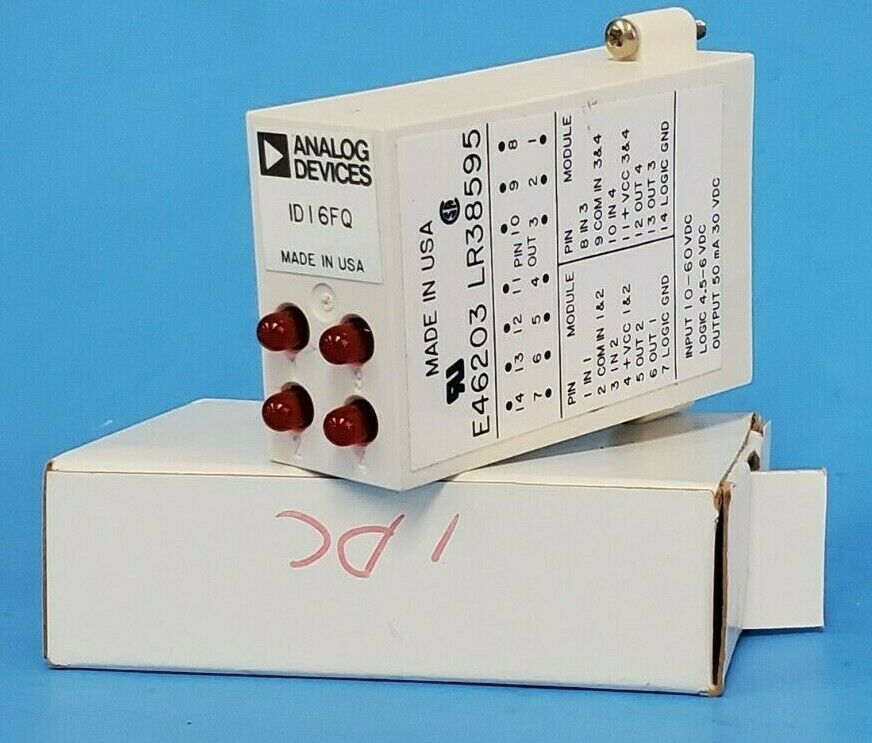 ANALOG
DEVICES
IDI6FQ
MADE IN USA
MADE IN USA
E46203 LR38595
14 13 12 11 PIN 10 9 8
7 6 5 4 OUT 3 2 1
PIN MODULE
1 IN 1
2 COM IN 1&2
3 IN 2
4 +VCC 1&2
5 OUT 2
6 OUT 1
7 LOGIC GND
PIN MODULE
8 IN 3
9 COM IN 3&4
10 IN 4
11 +VCC 3&4
12 OUT 4
13 OUT 3
14 LOGIC GND
INPUT 10-60VDC
LOGIC 4.5-6 VDC
OUTPUT 50 mA 30 VDC
IDC